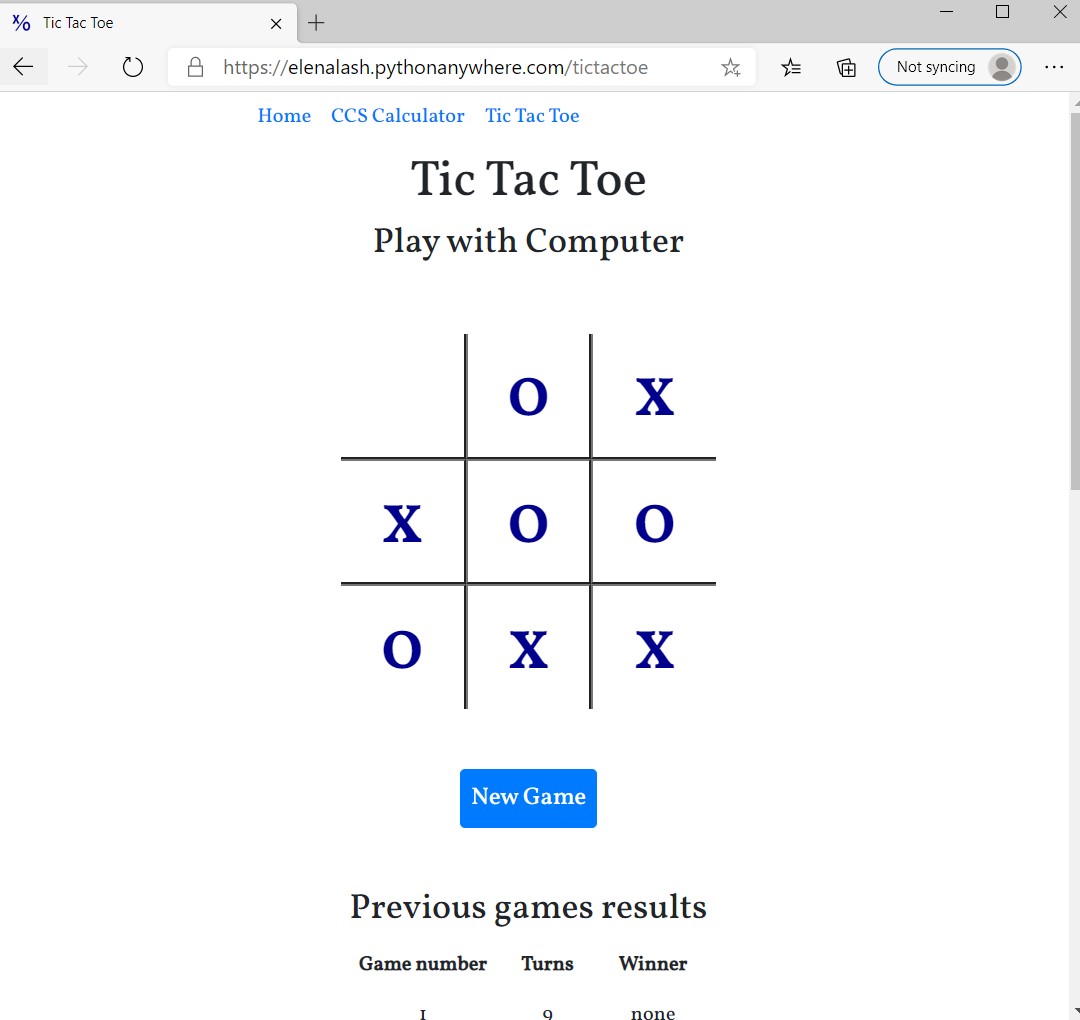 X/O Tic Tac Toe
https://elenalash.pythonanywhere.com/tictactoe Not syncing
Home CCS Calculator Tic Tac Toe
Tic Tac Toe
Play with Computer
O X
X O O
O X X
New Game
Previous games results
Game number Turns Winner
1 9 none